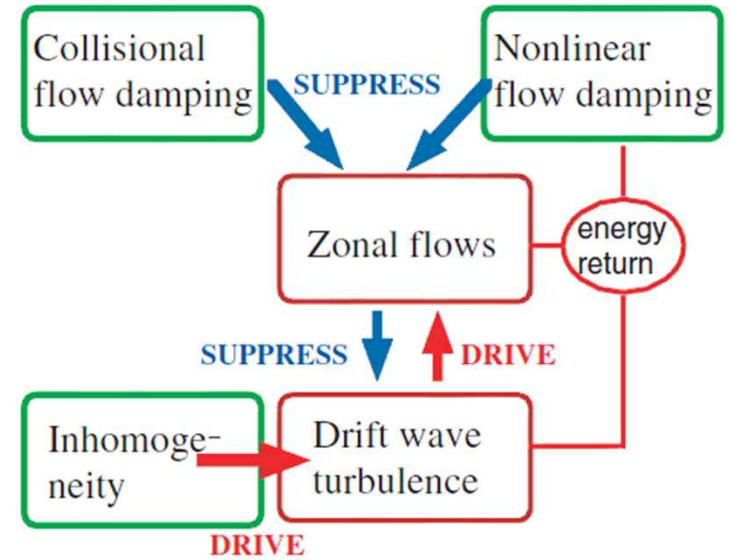 Collisional
flow damping
SUPPRESS
Nonlinear
flow damping
Zonal flows
energy
return
SUPPRESS
DRIVE
Inhomoge-
neity
Drift wave
turbulence
DRIVE